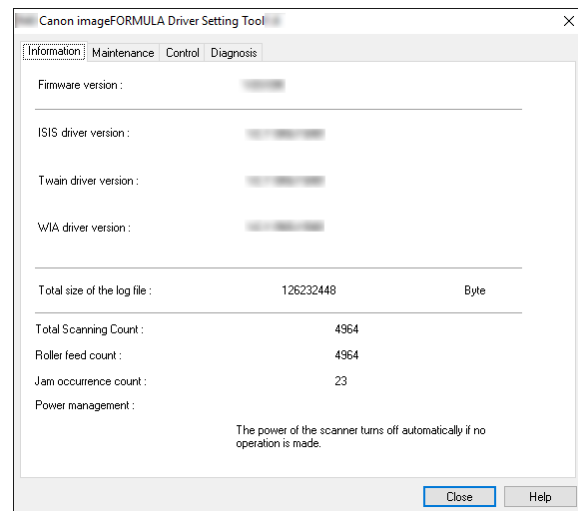 Canon imageFORMULA Driver Setting Tool
Information Maintenance Control Diagnosis
Firmware version :
ISIS driver version :
Twain driver version :
WIA driver version :
Total size of the log file : 126232448 Byte
Total Scanning Count : 4964
Roller feed count : 4964
Jam occurrence count : 23
Power management :
The power of the scanner turns off automatically if no
operation is made.
Close Help